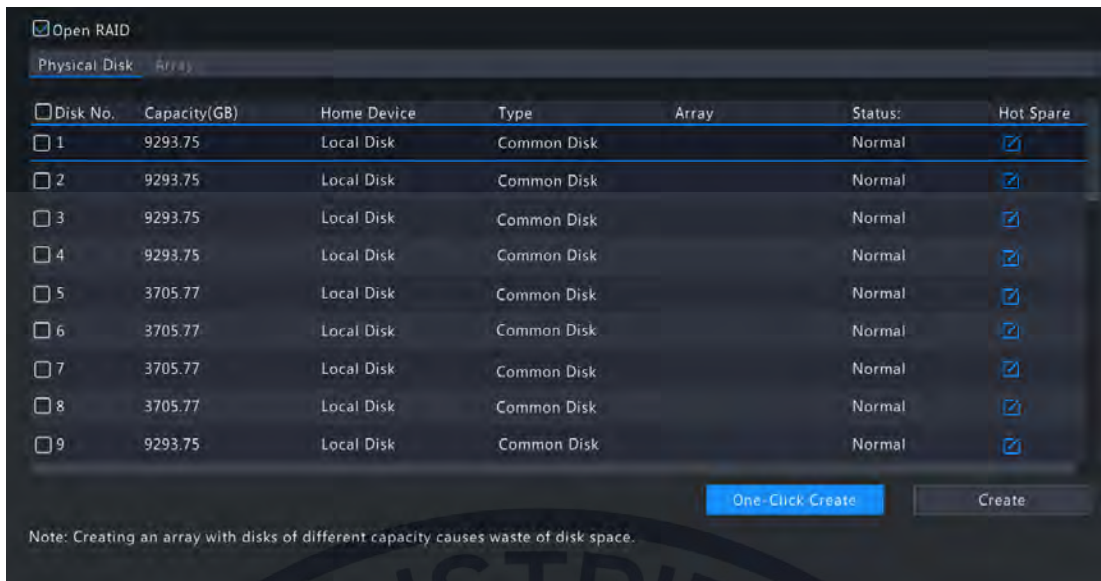 Open RAID
Physical Disk Array
Disk No. Capacity(GB) Home Device Type Array Status: Hot Spare
1 9293.75 Local Disk Common Disk Normal
2 9293.75 Local Disk Common Disk Normal
3 9293.75 Local Disk Common Disk Normal
4 9293.75 Local Disk Common Disk Normal
5 3705.77 Local Disk Common Disk Normal
6 3705.77 Local Disk Common Disk Normal
7 3705.77 Local Disk Common Disk Normal
8 3705.77 Local Disk Common Disk Normal
9 9293.75 Local Disk Common Disk Normal
One-Click Create Create
Note: Creating an array with disks of different capacity causes waste of disk space.